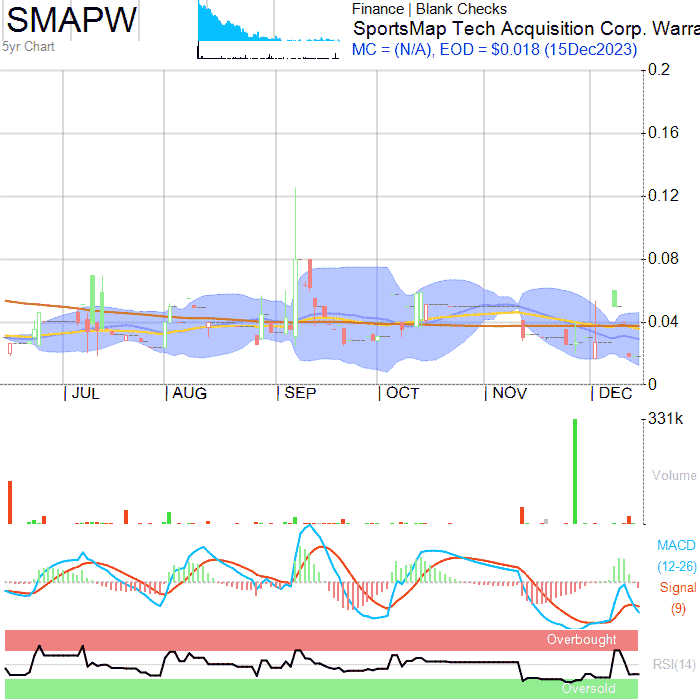 SMAPW
5yr Chart
Finance | Blank Checks
SportsMap Tech Acquisition Corp. Warra
MC = (N/A), EOD = $0.018 (15Dec2023)
0.2
0.16
0.12
0.08
0.04
0
JUL AUG SEP OCT NOV DEC
331k
Volume
MACD
(12-26)
Signal
(9)
Overbought
RSI(14)
Oversold